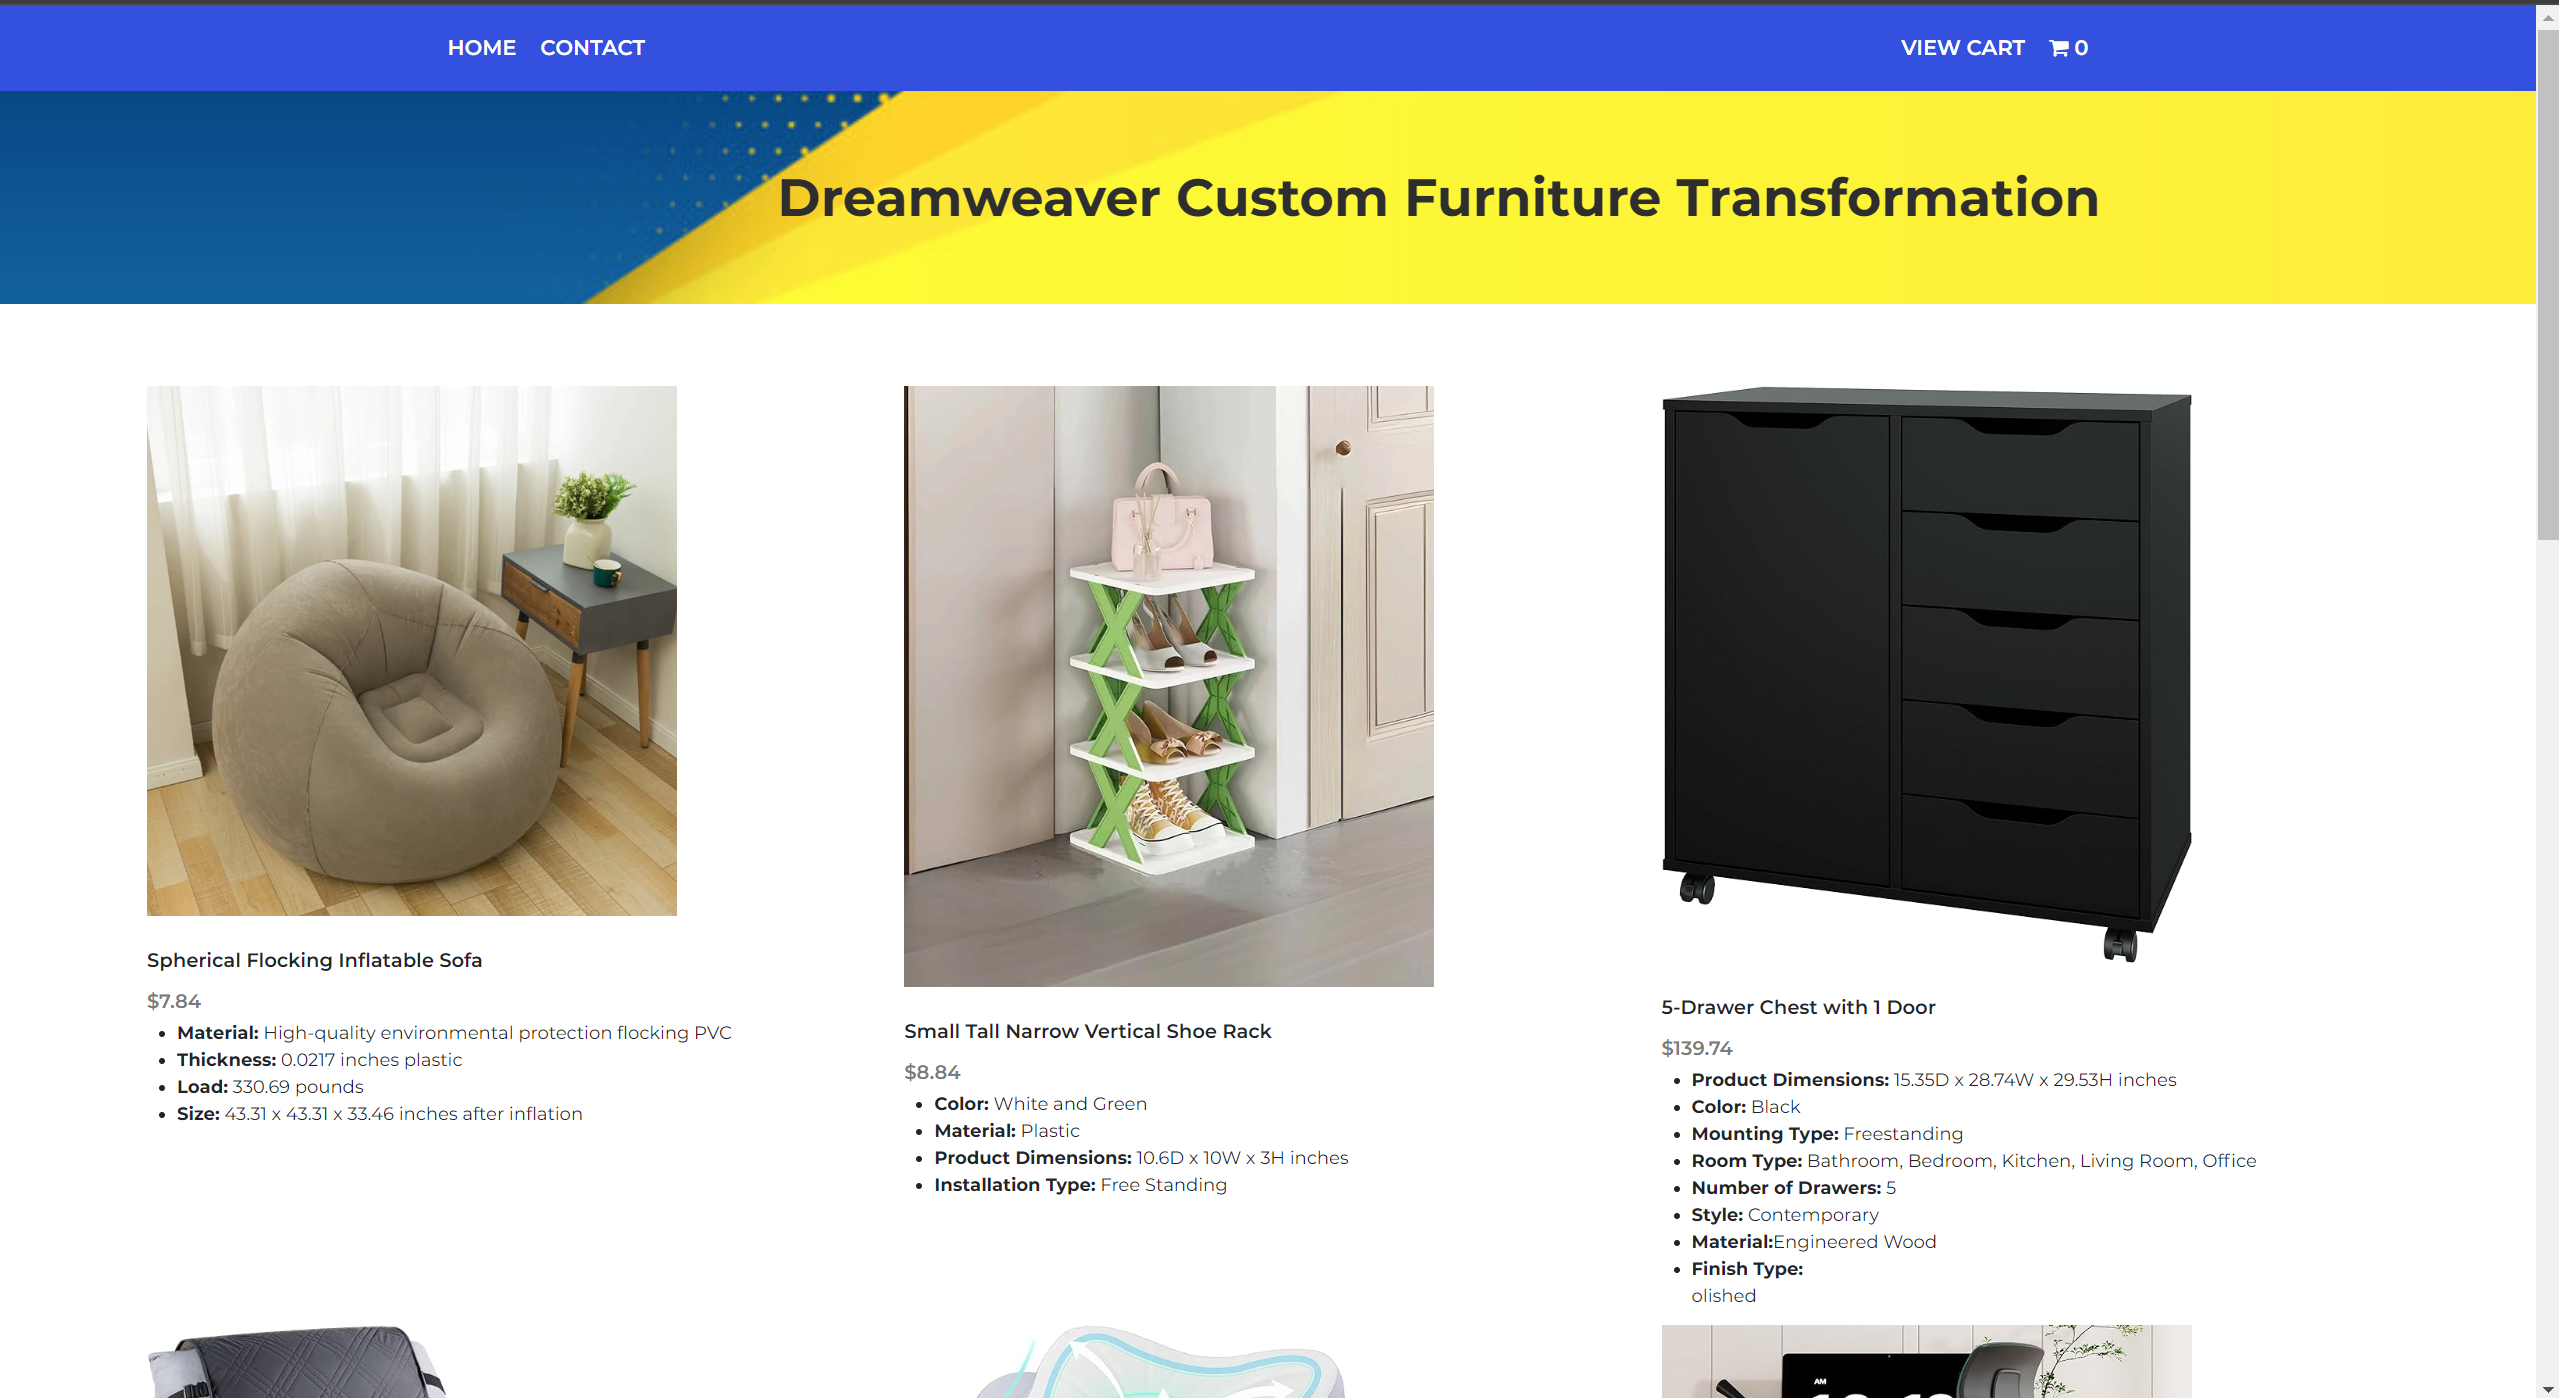 HOME CONTACT VIEW CART 0
Dreamweaver Custom Furniture Transformation
Spherical Flocking Inflatable Sofa
$7.84
Material: High-quality environmental protection flocking PVC
Thickness: 0.0217 inches plastic
Load: 330.69 pounds
Size: 43.31 x 43.31 x 33.46 inches after inflation
Small Tall Narrow Vertical Shoe Rack
$8.84
Color: White and Green
Material: Plastic
Product Dimensions: 10.6D x 10W x 3H inches
Installation Type: Free Standing
5-Drawer Chest with 1 Door
$139.74
Product Dimensions: 15.35D x 28.74W x 29.53H inches
Color: Black
Mounting Type: Freestanding
Room Type: Bathroom, Bedroom, Kitchen, Living Room, Office
Number of Drawers: 5
Style: Contemporary
Material:Engineered Wood
Finish Type:
olished
AM